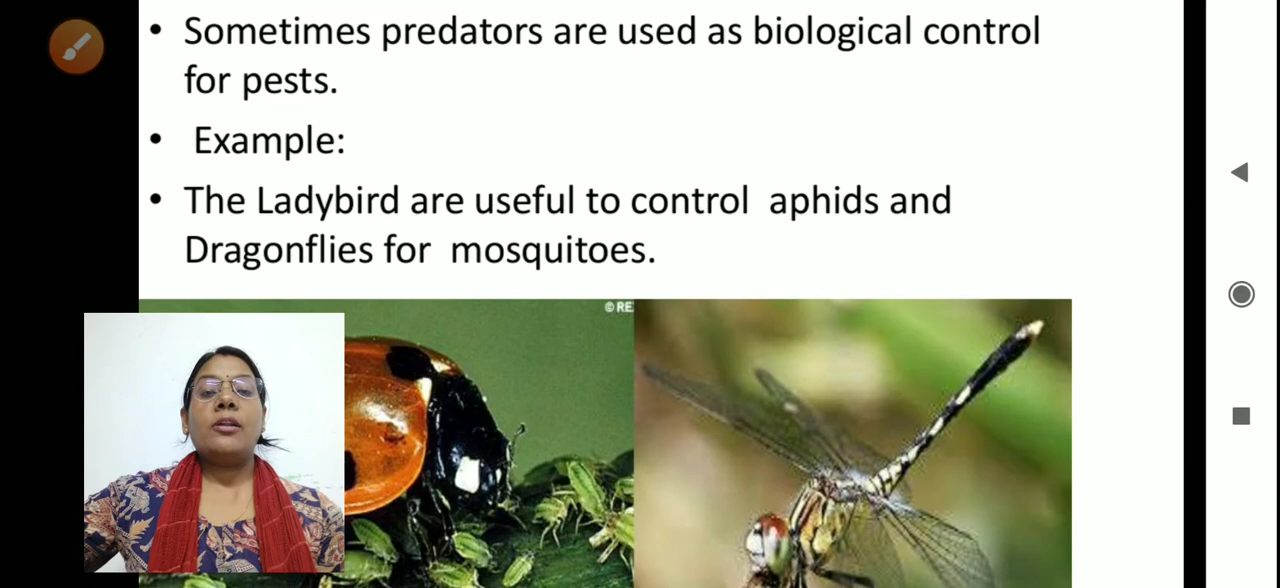 • Sometimes predators are used as biological control
for pests.
• Example:
• The Ladybird are useful to control aphids and
Dragonflies for mosquitoes.
© RE